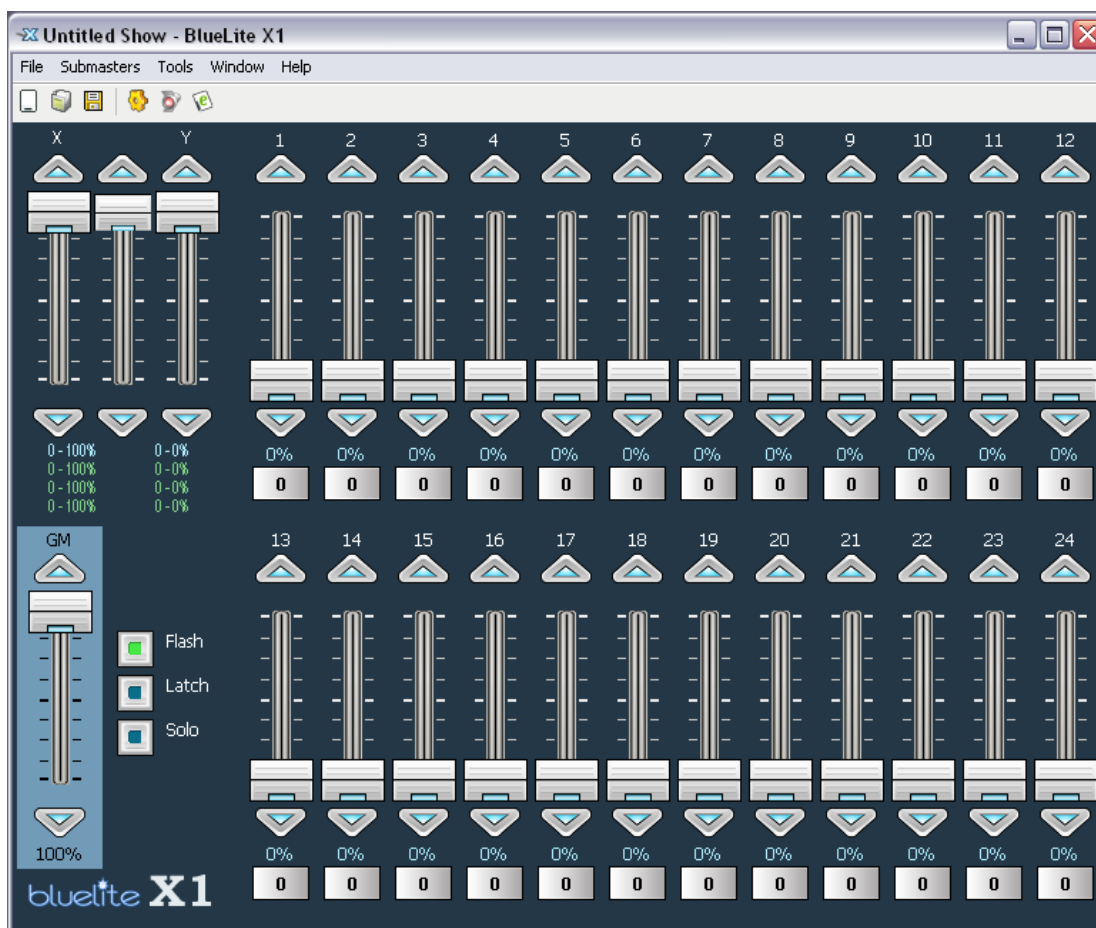 Untitled Show - BlueLite X1
File Submasters Tools Window Help
X Y 1 2 3 4 5 6 7 8 9 10 11 12
0% 0% 0% 0% 0% 0% 0% 0% 0% 0% 0% 0%
0 0 0 0 0 0 0 0 0 0 0 0
0-100% 0-0%
0-100% 0-0%
0-100% 0-0%
0-100% 0-0%
GM 13 14 15 16 17 18 19 20 21 22 23 24
Flash
Latch
Solo
100% 0% 0% 0% 0% 0% 0% 0% 0% 0% 0% 0% 0%
0 0 0 0 0 0 0 0 0 0 0 0
bluelite X1